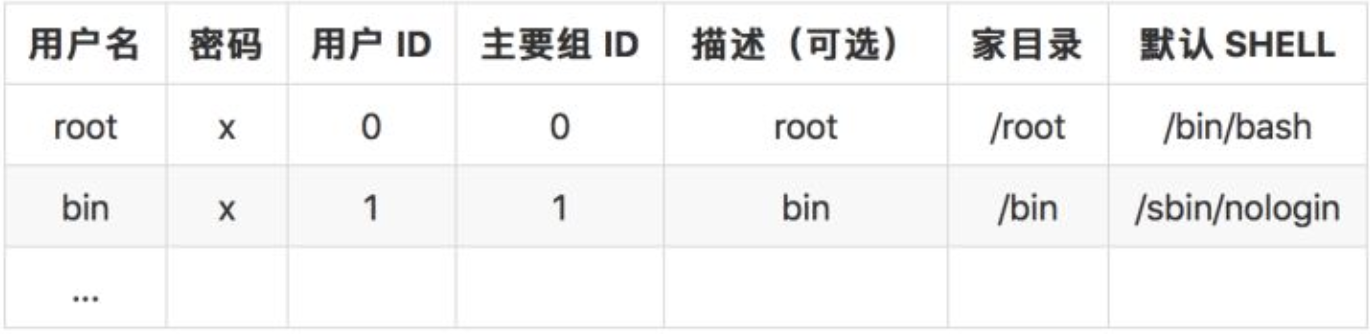 用户名 密码 用户 ID 主要组 ID 描述（可选） 家目录 默认 SHELL
root x 0 0 root /root /bin/bash
bin x 1 1 bin /bin /sbin/nologin
...